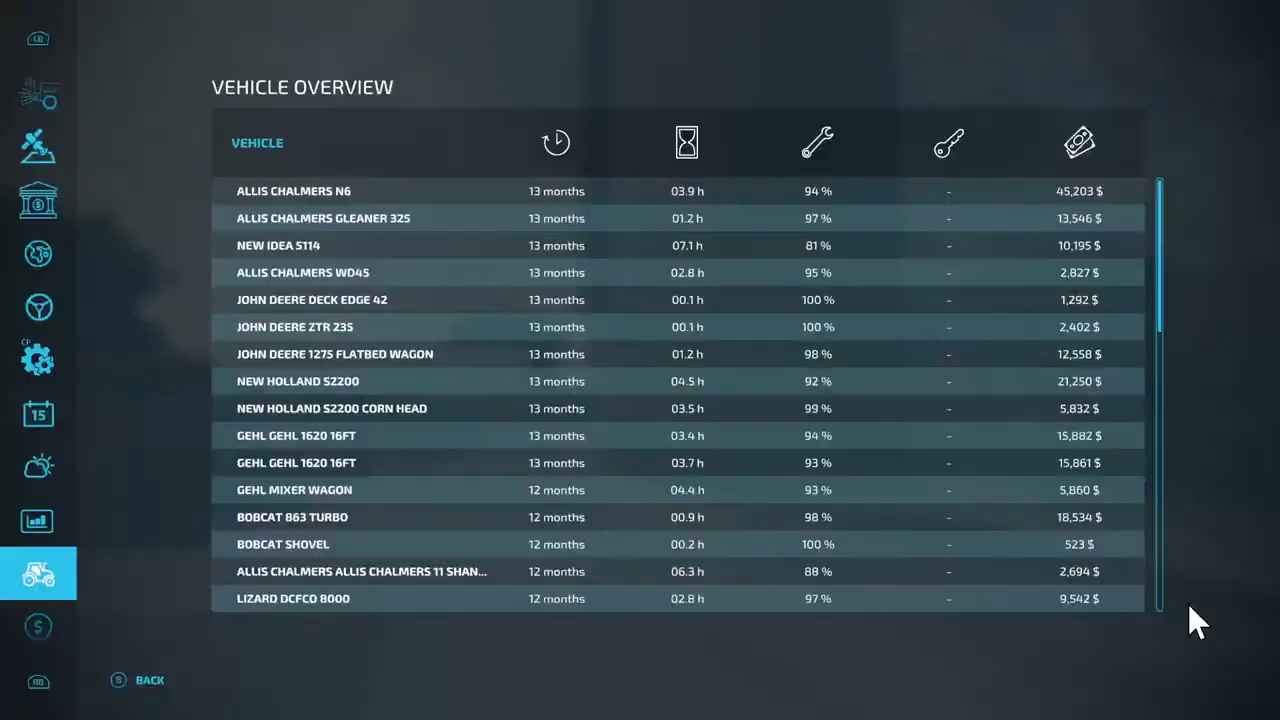 LB
VEHICLE OVERVIEW
VEHICLE
ALLIS CHALMERS N6 13 months 03.9 h 94 % - 45,203 $
ALLIS CHALMERS GLEANER 325 13 months 01.2 h 97 % - 13,546 $
NEW IDEA 5114 13 months 07.1 h 81 % - 10,195 $
ALLIS CHALMERS WD45 13 months 02.8 h 95 % - 2,827 $
JOHN DEERE DECK EDGE 42 13 months 00.1 h 100 % - 1,292 $
JOHN DEERE ZTR 235 13 months 00.1 h 100 % - 2,402 $
JOHN DEERE 1275 FLATBED WAGON 13 months 01.2 h 98 % - 12,558 $
NEW HOLLAND S2200 13 months 04.5 h 92 % - 21,250 $
NEW HOLLAND S2200 CORN HEAD 13 months 03.5 h 99 % - 5,832 $
GEHL GEHL 1620 16FT 13 months 03.4 h 94 % - 15,882 $
GEHL GEHL 1620 16FT 13 months 03.7 h 93 % - 15,861 $
GEHL MIXER WAGON 12 months 04.4 h 93 % - 5,860 $
BOBCAT 863 TURBO 12 months 00.9 h 98 % - 18,534 $
BOBCAT SHOVEL 12 months 00.2 h 100 % - 523 $
ALLIS CHALMERS ALLIS CHALMERS 11 SHAN... 12 months 06.3 h 88 % - 2,694 $
LIZARD DCFCO 8000 12 months 02.8 h 97 % - 9,542 $
CP
15
$
RB
B BACK